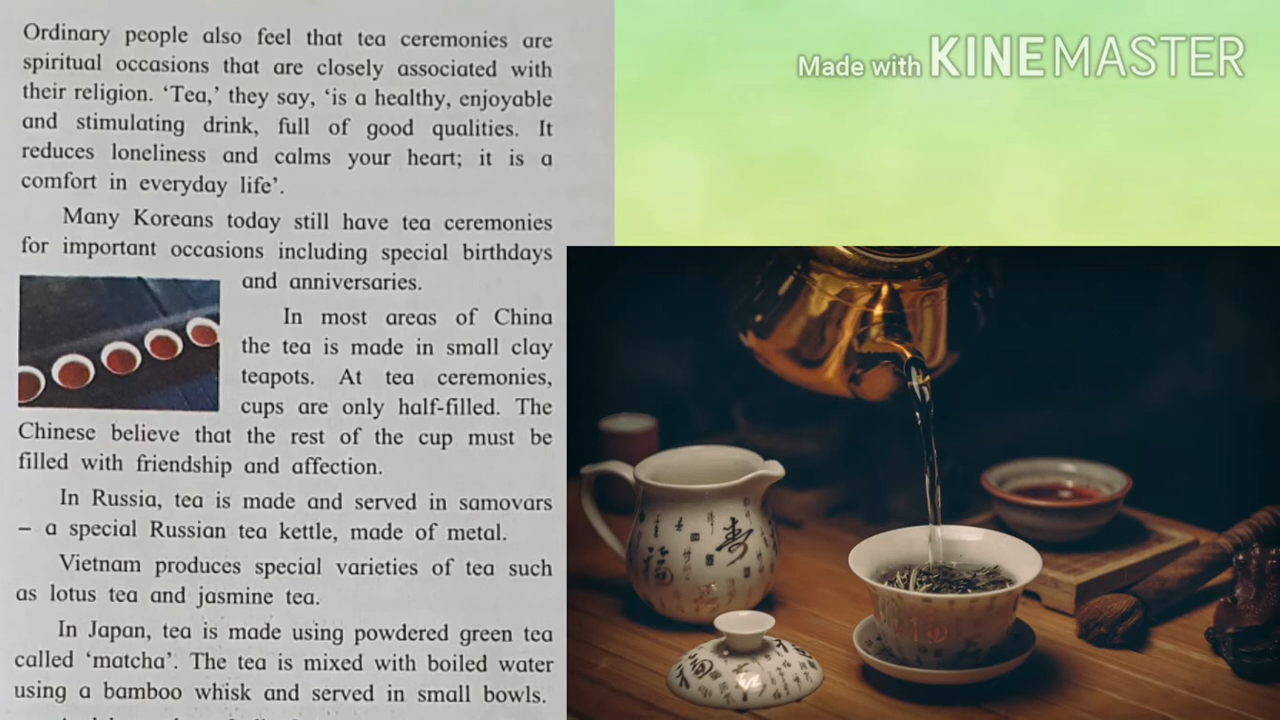 Ordinary people also feel that tea ceremonies are
spiritual occasions that are closely associated with
their religion. ‘Tea,’ they say, ‘is a healthy, enjoyable
and stimulating drink, full of good qualities. It
reduces loneliness and calms your heart; it is a
comfort in everyday life’.
Many Koreans today still have tea ceremonies
for important occasions including special birthdays
and anniversaries.
In most areas of China
the tea is made in small clay
teapots. At tea ceremonies,
cups are only half-filled. The
Chinese believe that the rest of the cup must be
filled with friendship and affection.
In Russia, tea is made and served in samovars
– a special Russian tea kettle, made of metal.
Vietnam produces special varieties of tea such
as lotus tea and jasmine tea.
In Japan, tea is made using powdered green tea
called ‘matcha’. The tea is mixed with boiled water
using a bamboo whisk and served in small bowls.
Made with KINEMASTER
寿
福